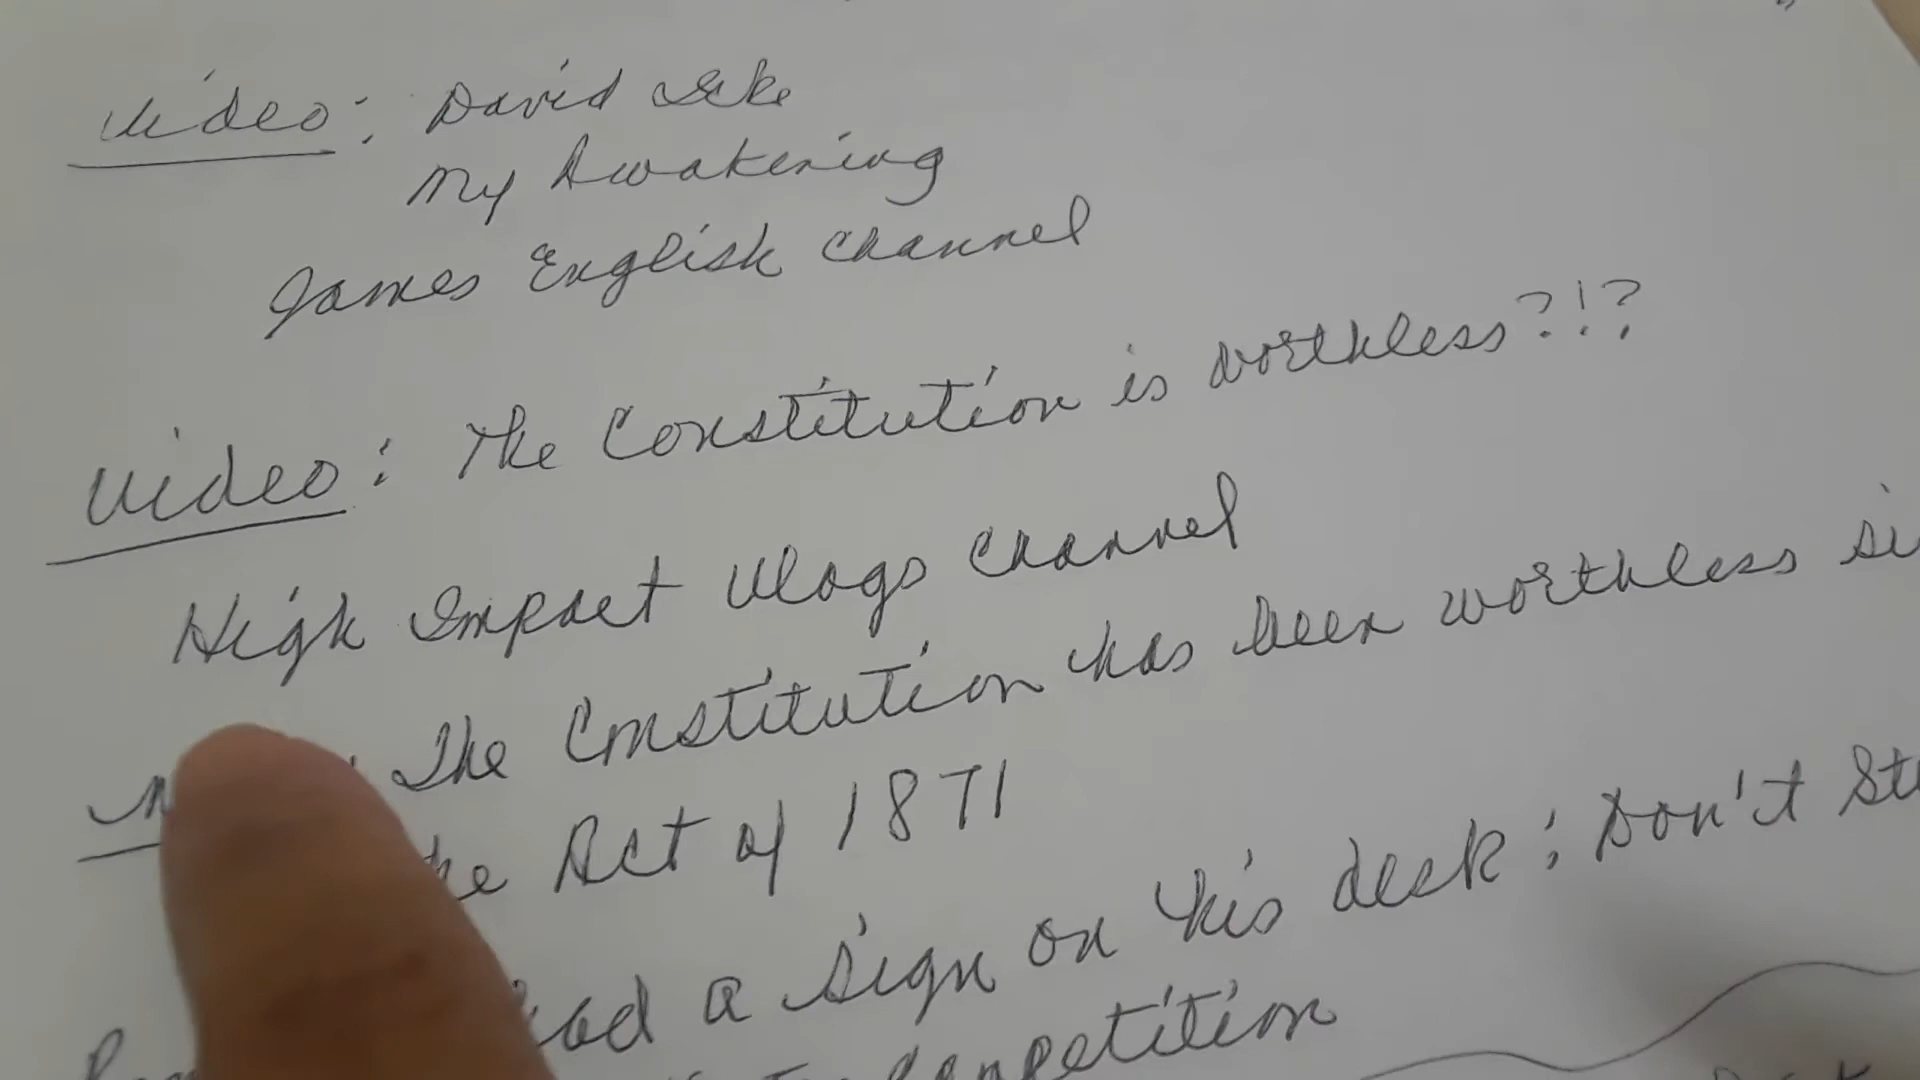 Video: David Icke
My Awakening
James English Channel
Video: The Constitution is worthless?!?
High Impact Vlogs Channel
The Constitution has been worthless
Act of 1871
had a sign on his desk: Don't
competition